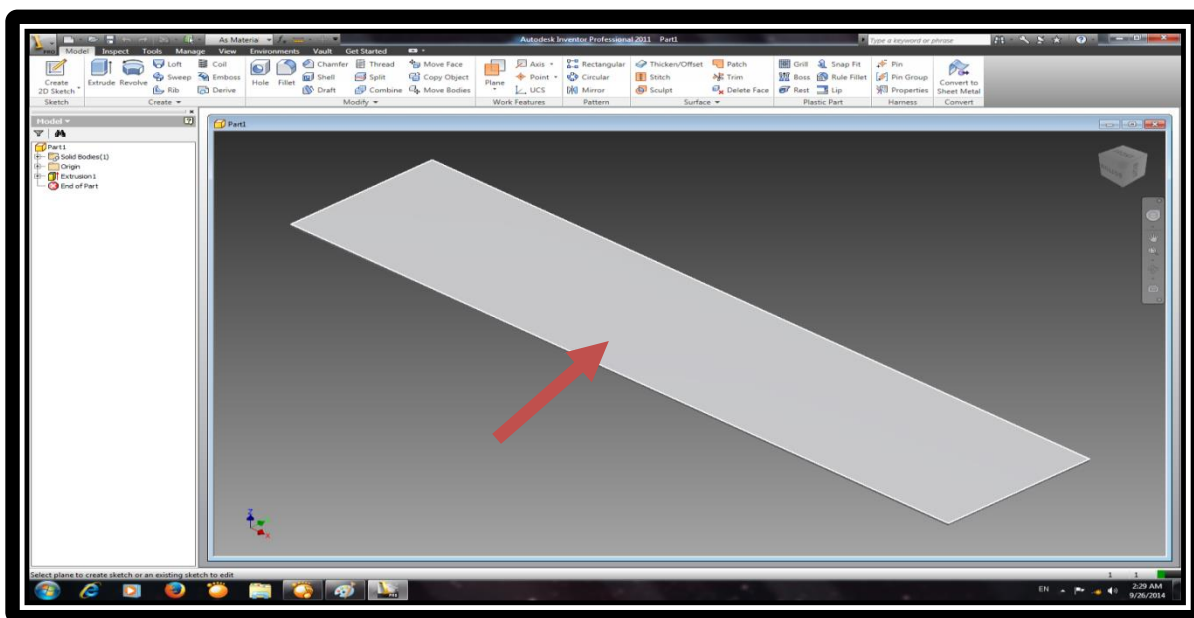 As Materia
Autodesk Inventor Professional 2011 Part1
Type a keyword or phrase
PRO
Model Inspect Tools Manage View Environments Vault Get Started
Create 2D Sketch
Extrude Revolve
Loft
Sweep
Rib
Coil
Emboss
Derive
Hole Fillet
Chamfer
Shell
Draft
Thread
Split
Combine
Move Face
Copy Object
Move Bodies
Plane
Axis
Point
UCS
Rectangular
Circular
Mirror
Thicken/Offset
Stitch
Sculpt
Patch
Trim
Delete Face
Grill
Boss
Rest
Snap Fit
Rule Fillet
Lip
Pin
Pin Group
Properties
Convert to Sheet Metal
Sketch Create Modify Work Features Pattern Surface Plastic Part Harness Convert
Model
Part1
Solid Bodies(1)
Origin
Extrusion1
End of Part
Part1
Z
X
Select plane to create sketch or an existing sketch to edit
1 1
EN
2:29 AM
9/26/2014